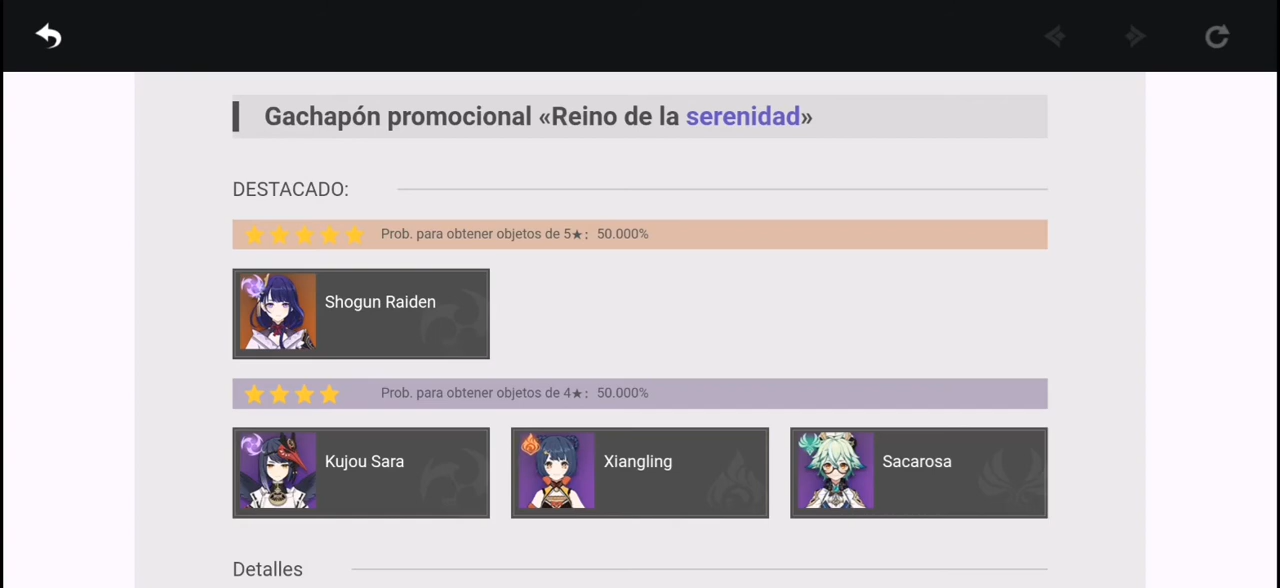 Gachapón promocional «Reino de la serenidad»
DESTACADO:
Prob. para obtener objetos de 5★: 50.000%
Shogun Raiden
Prob. para obtener objetos de 4★: 50.000%
Kujou Sara
Xiangling
Sacarosa
Detalles